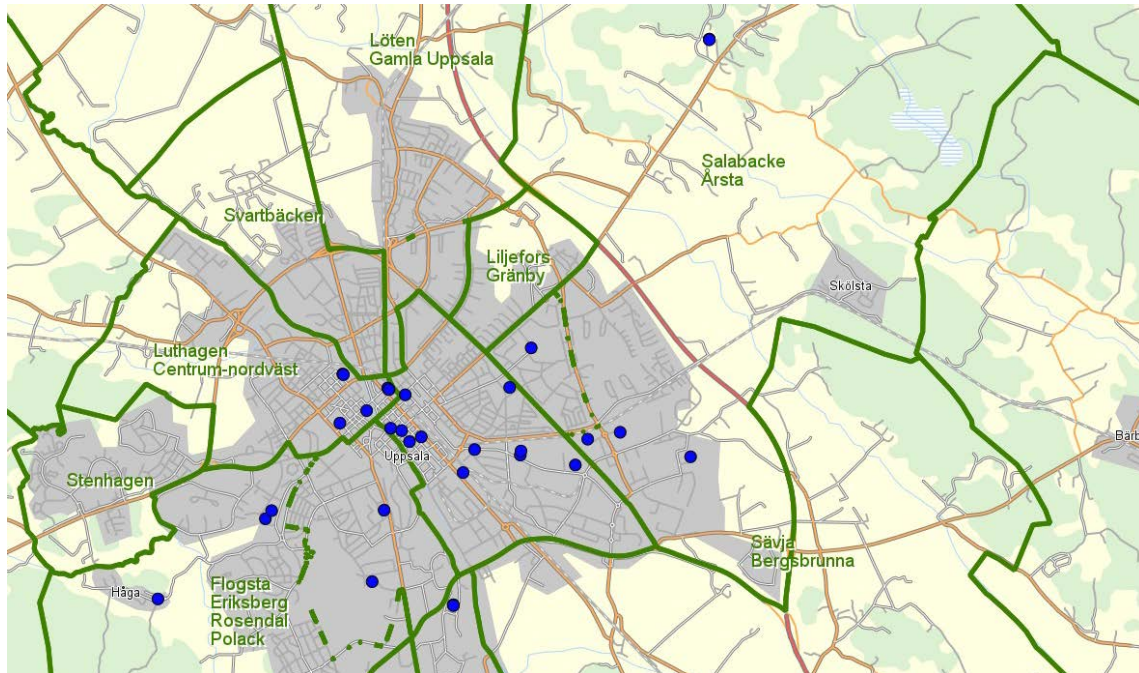 Löten
Gamla Uppsala
Salabacke
Årsta
Svartbäcken
Liljefors
Gränby
Skölsta
Luthagen
Centrum-nordväst
Bärb
Uppsala
Stenhagen
Sävja
Bergsbrunna
Håga
Flogsta
Eriksberg
Rosendal
Polack